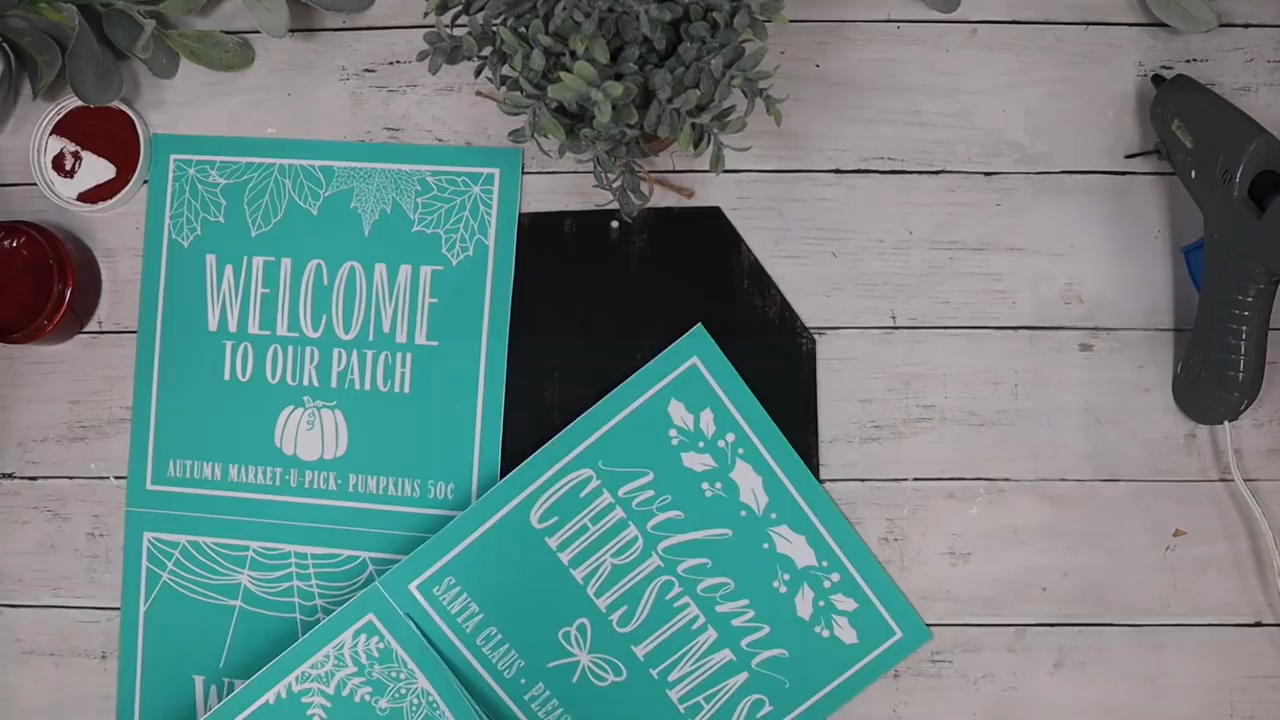 WELCOME
TO OUR PATCH
AUTUMN MARKET · U-PICK · PUMPKINS 50¢
welcome
CHRISTMAS
SANTA CLAUS ·